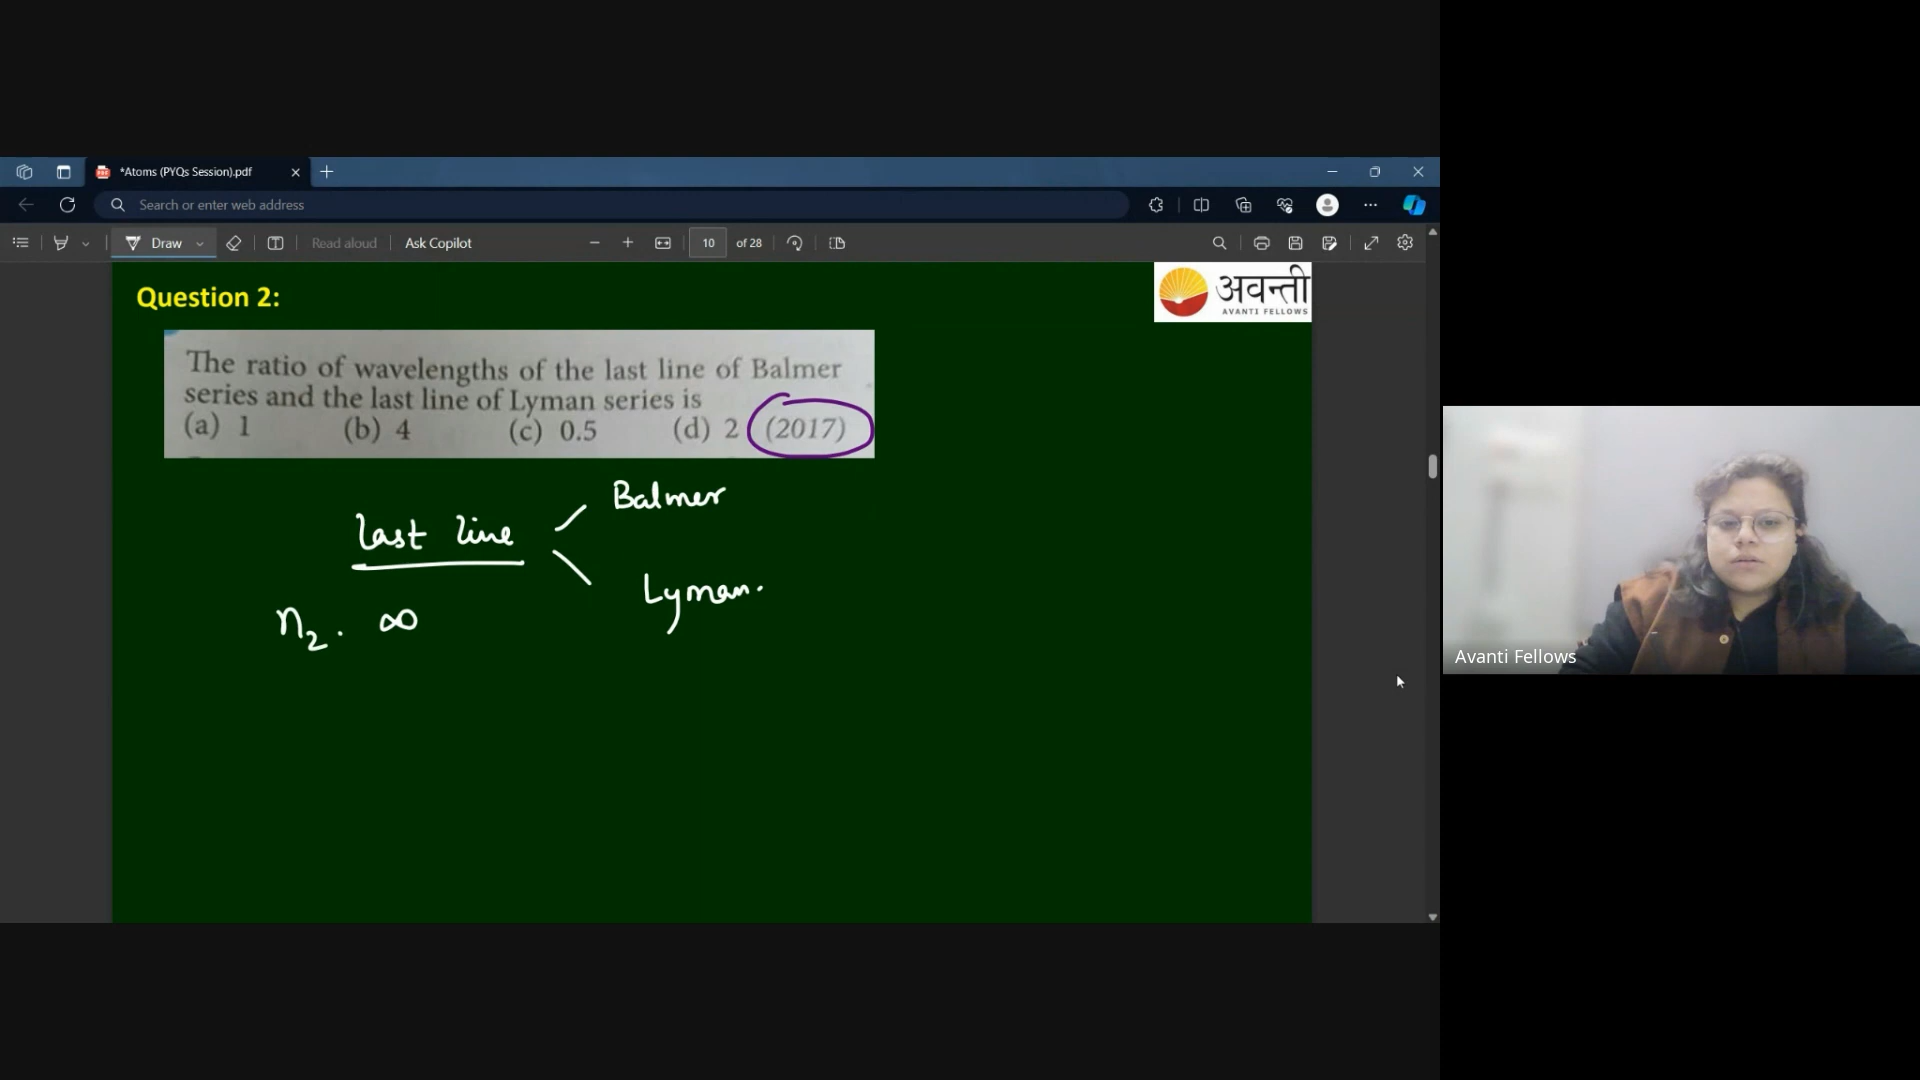 *Atoms (PYQs Session).pdf
Search or enter web address
Draw
Read aloud
Ask Copilot
10
of 28
Question 2:
अवन्ती
AVANTI FELLOWS
The ratio of wavelengths of the last line of Balmer
series and the last line of Lyman series is
(a) 1 (b) 4 (c) 0.5 (d) 2 (2017)
Balmer
last line
Lyman.
n₂. ∞
Avanti Fellows